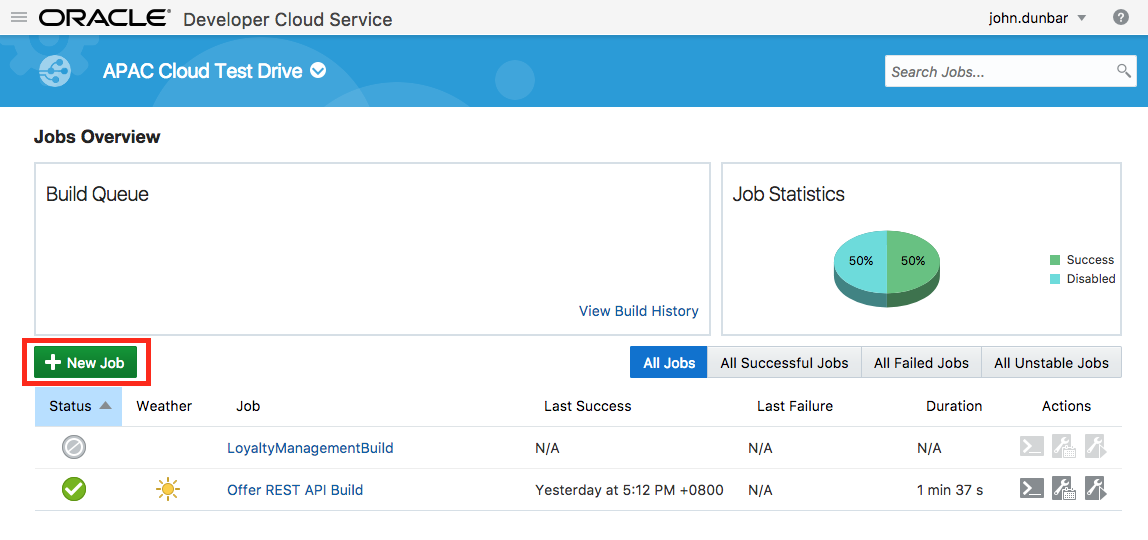 ORACLE® Developer Cloud Service
john.dunbar
?
APAC Cloud Test Drive
Search Jobs...
Jobs Overview
Build Queue
View Build History
Job Statistics
50% 50%
Success
Disabled
New Job
All Jobs All Successful Jobs All Failed Jobs All Unstable Jobs
Status Weather Job Last Success Last Failure Duration Actions
LoyaltyManagementBuild N/A N/A N/A
Offer REST API Build Yesterday at 5:12 PM +0800 N/A 1 min 37 s